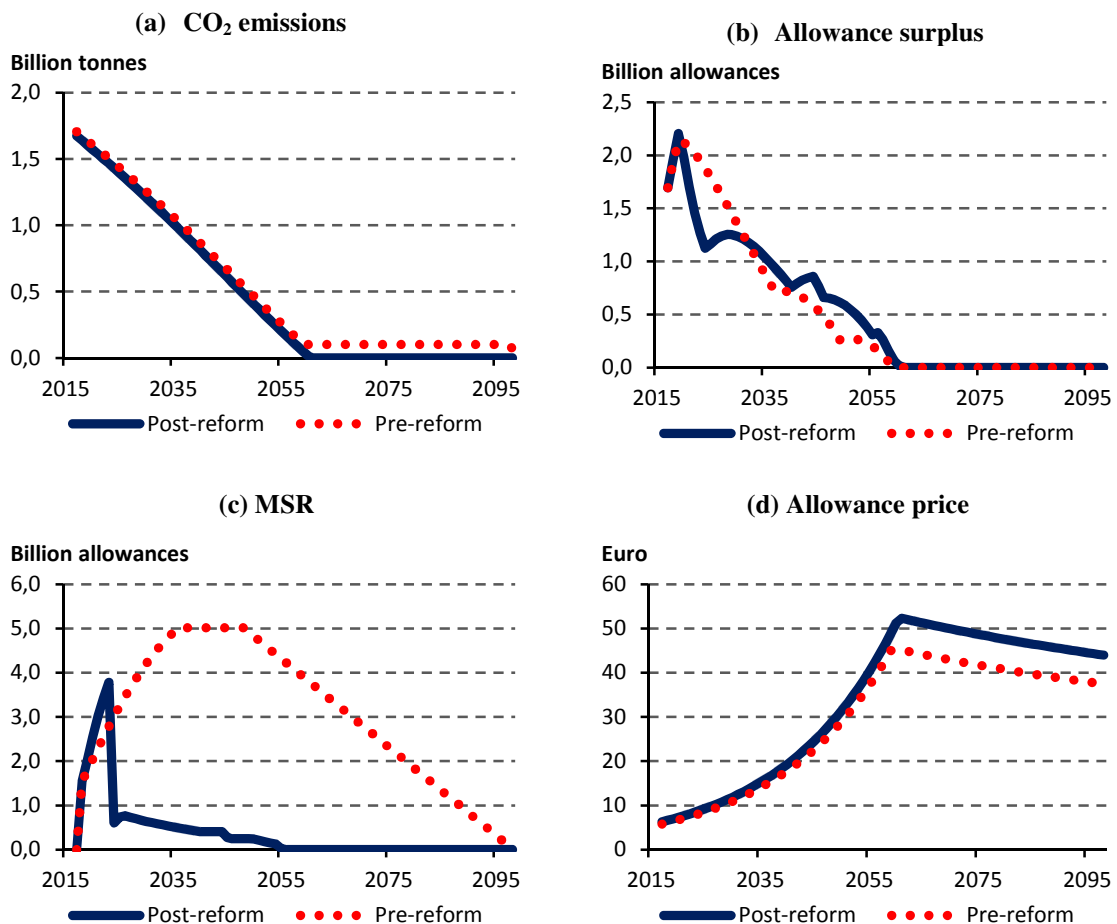 (a) CO₂ emissions
Billion tonnes
2,0
1,5
1,0
0,5
0,0
2015 2035 2055 2075 2095
Post-reform Pre-reform
(b) Allowance surplus
Billion allowances
2,5
2,0
1,5
1,0
0,5
0,0
2015 2035 2055 2075 2095
Post-reform Pre-reform
(c) MSR
Billion allowances
6,0
5,0
4,0
3,0
2,0
1,0
0,0
2015 2035 2055 2075 2095
Post-reform Pre-reform
(d) Allowance price
Euro
60
50
40
30
20
10
0
2015 2035 2055 2075 2095
Post-reform Pre-reform